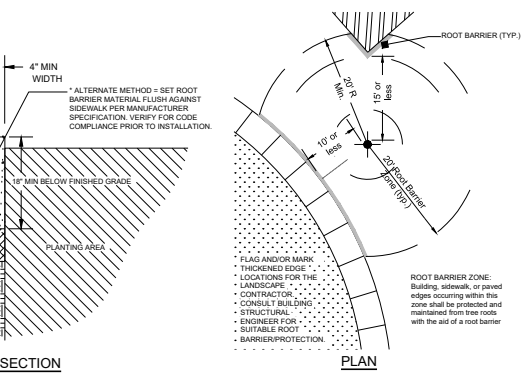 4" MIN
WIDTH
* ALTERNATE METHOD = SET ROOT
BARRIER MATERIAL FLUSH AGAINST
SIDEWALK PER MANUFACTURER
SPECIFICATION. VERIFY FOR CODE
COMPLIANCE PRIOR TO INSTALLATION.
18" MIN BELOW FINISHED GRADE
PLANTING AREA
SECTION
ROOT BARRIER (TYP.)
20' R
Min.
15' or
less
10' or
less
20' Root Barrier
Zone (typ.)
FLAG AND/OR MARK
THICKENED EDGE
LOCATIONS FOR THE
LANDSCAPE
CONTRACTOR.
CONSULT BUILDING
STRUCTURAL
ENGINEER FOR
SUITABLE ROOT
BARRIER/PROTECTION.
ROOT BARRIER ZONE:
Building, sidewalk, or paved
edges occurring within this
zone shall be protected and
maintained from tree roots
with the aid of a root barrier
PLAN